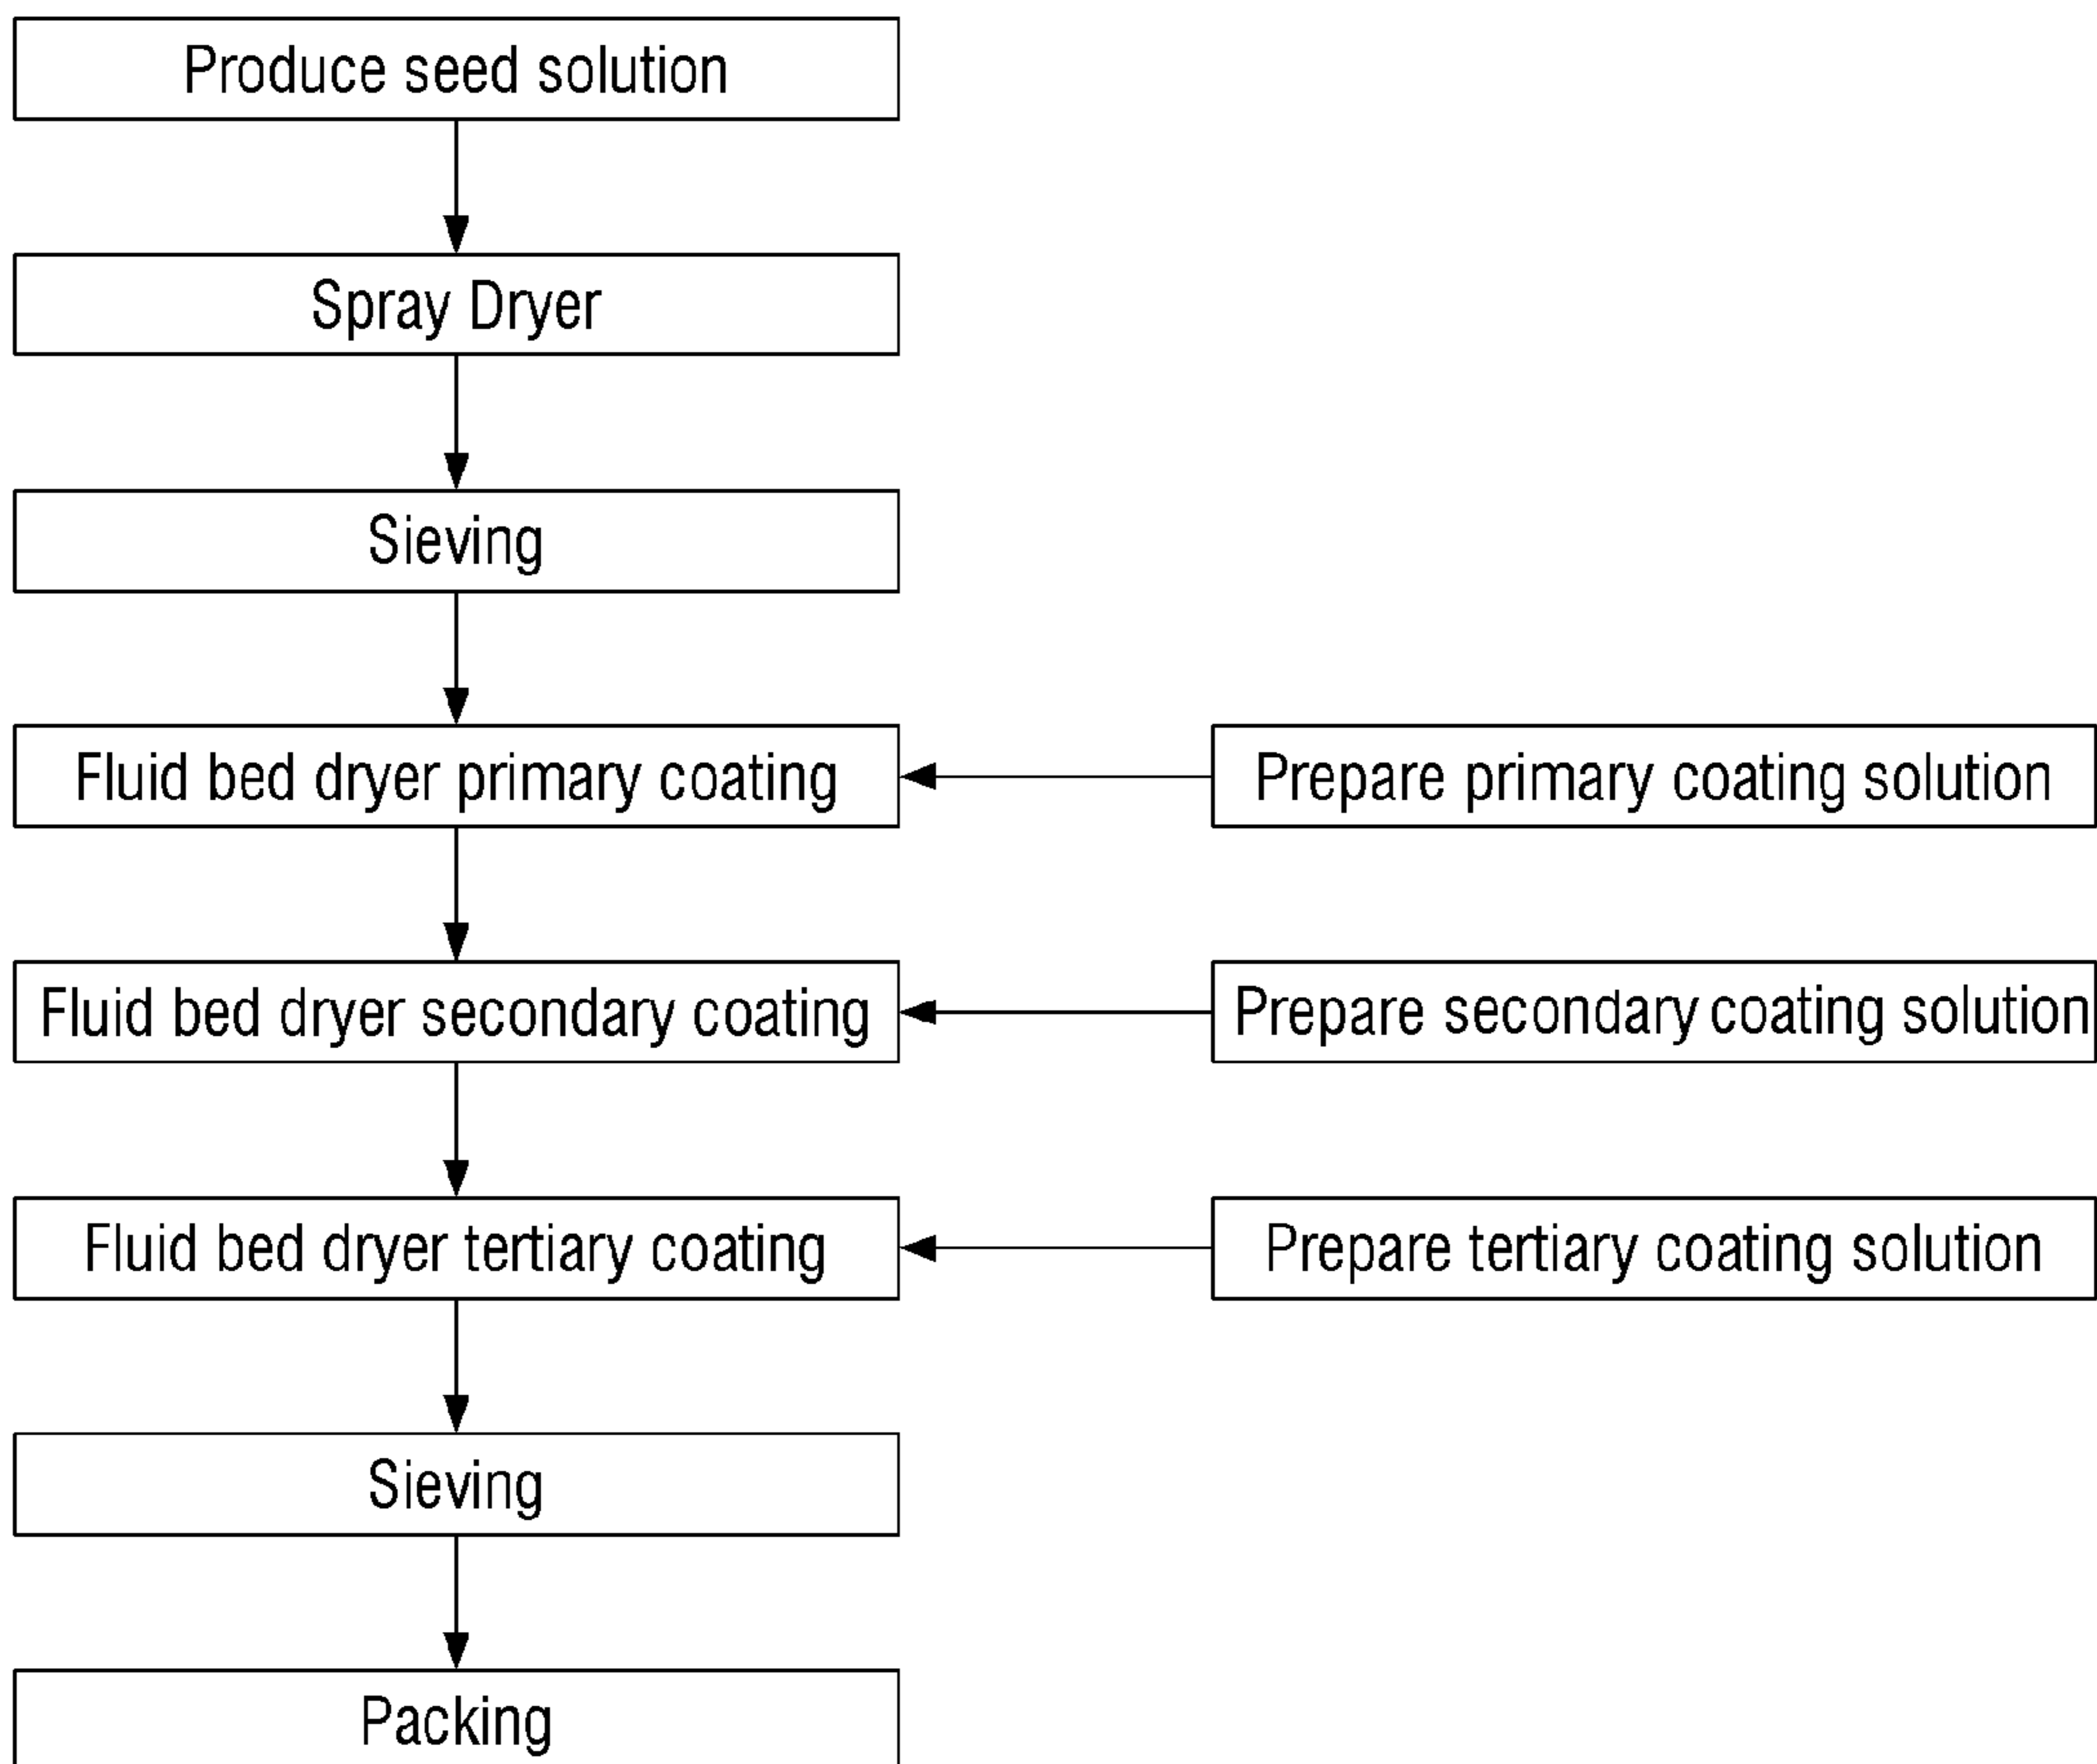 Produce seed solution
Spray Dryer
Sieving
Fluid bed dryer primary coating
Prepare primary coating solution
Fluid bed dryer secondary coating
Prepare secondary coating solution
Fluid bed dryer tertiary coating
Prepare tertiary coating solution
Sieving
Packing